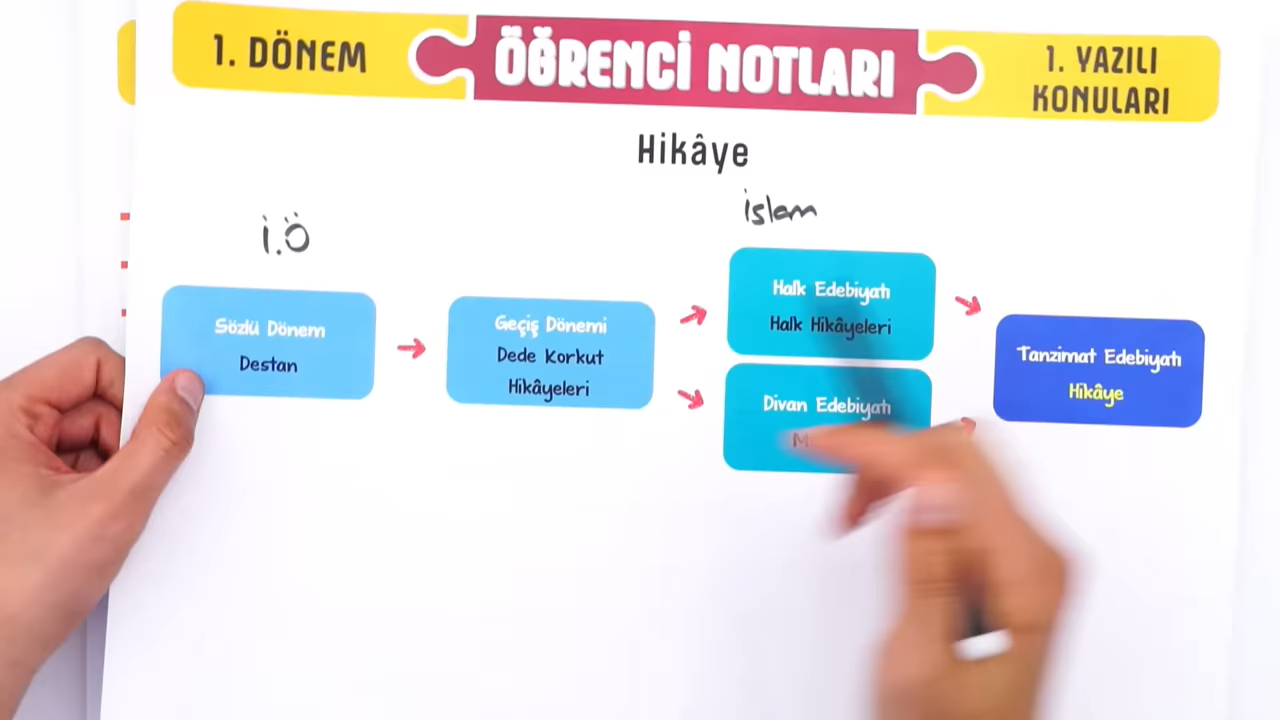 1. DÖNEM
ÖĞRENCİ NOTLARI
1. YAZILI
KONULARI
Hikâye
İ.Ö
İslam
Sözlü Dönem
Destan
Geçiş Dönemi
Dede Korkut
Hikâyeleri
Halk Edebiyatı
Halk Hikâyeleri
Divan Edebiyatı
Tanzimat Edebiyatı
Hikâye